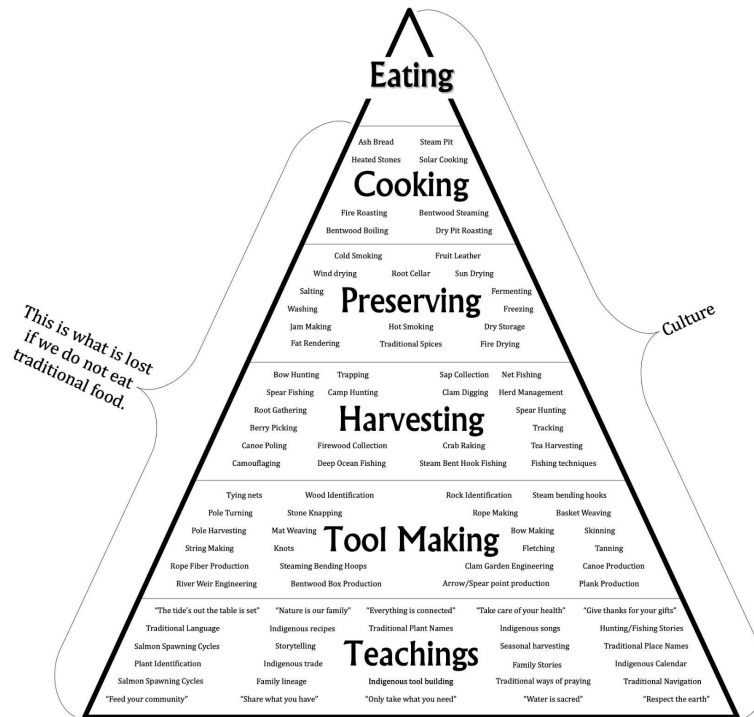 Eating
Ash Bread Steam Pit
Heated Stones Solar Cooking
Cooking
Fire Roasting Bentwood Steaming
Bentwood Boiling Dry Pit Roasting
Cold Smoking Fruit Leather
Wind drying Root Cellar Sun Drying
Salting Fermenting
Preserving
Washing Freezing
Jam Making Hot Smoking Dry Storage
Fat Rendering Traditional Spices Fire Drying
This is what is lost
if we do not eat
traditional food.
Culture
Bow Hunting Trapping Sap Collection Net Fishing
Spear Fishing Camp Hunting Clam Digging Herd Management
Root Gathering Spear Hunting
Harvesting
Berry Picking Tracking
Canoe Poling Firewood Collection Crab Raking Tea Harvesting
Camouflaging Deep Ocean Fishing Steam Bent Hook Fishing Fishing techniques
Tying nets Wood Identification Rock Identification Steam bending hooks
Pole Turning Stone Knapping Rope Making Basket Weaving
Pole Harvesting Mat Weaving Bow Making Skinning
Tool Making
String Making Knots Fletching Tanning
Rope Fiber Production Steaming Bending Hoops Clam Garden Engineering Canoe Production
River Weir Engineering Bentwood Box Production Arrow/Spear point production Plank Production
"The tide's out the table is set" "Nature is our family" "Everything is connected" "Take care of your health" "Give thanks for your gifts"
Traditional Language Indigenous recipes Traditional Plant Names Indigenous songs Hunting/Fishing Stories
Salmon Spawning Cycles Storytelling Seasonal harvesting Traditional Place Names
Teachings
Plant Identification Indigenous trade Family Stories Indigenous Calendar
Salmon Spawning Cycles Family lineage Indigenous tool building Traditional ways of praying Traditional Navigation
"Feed your community" "Share what you have" "Only take what you need" "Water is sacred" "Respect the earth"